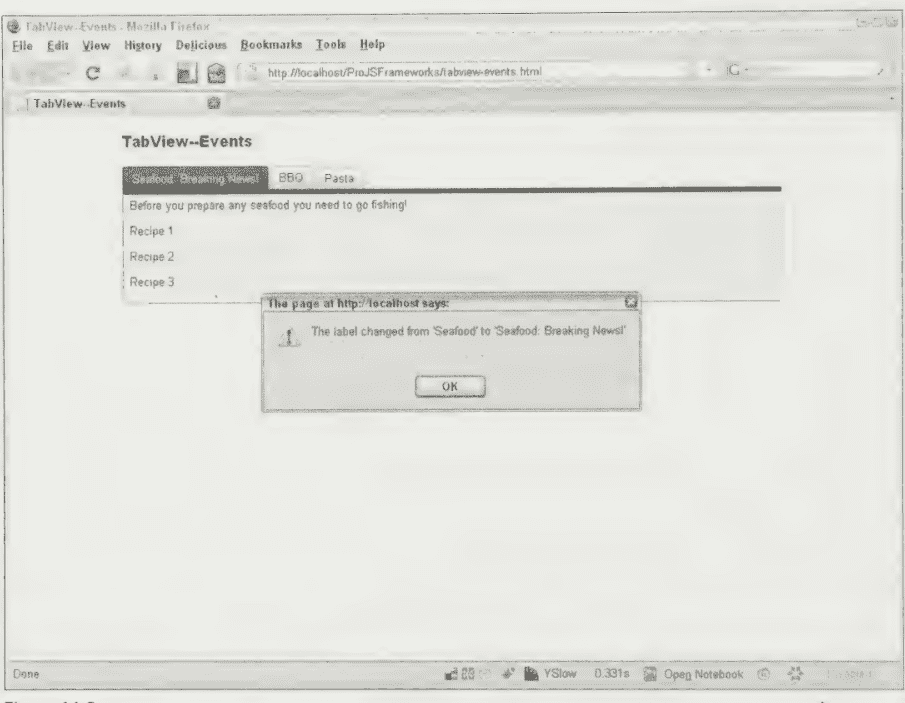 TabView--Events - Mozilla Firefox
File Edit View History Delicious Bookmarks Tools Help
http://localhost/ProJSFrameworks/tabview-events.html
TabView--Events
TabView--Events
Seafood: Breaking News! BBQ Pasta
Before you prepare any seafood you need to go fishing!
Recipe 1
Recipe 2
Recipe 3
The page at http://localhost says:
The label changed from 'Seafood' to 'Seafood: Breaking News!'
OK
Done YSlow 0.331s Open Notebook